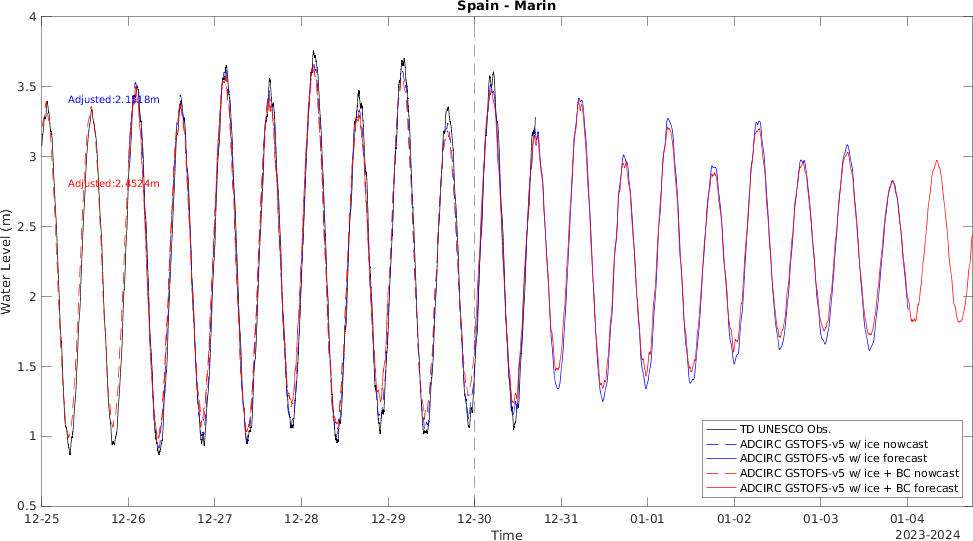 Spain - Marin
4
3.5
3
2.5
2
1.5
1
0.5
Water Level (m)
Adjusted:2.1518m
Adjusted:2.4524m
TD UNESCO Obs.
ADCIRC GSTOFS-v5 w/ ice nowcast
ADCIRC GSTOFS-v5 w/ ice forecast
ADCIRC GSTOFS-v5 w/ ice + BC nowcast
ADCIRC GSTOFS-v5 w/ ice + BC forecast
12-25 12-26 12-27 12-28 12-29 12-30 12-31 01-01 01-02 01-03 01-04
Time
2023-2024